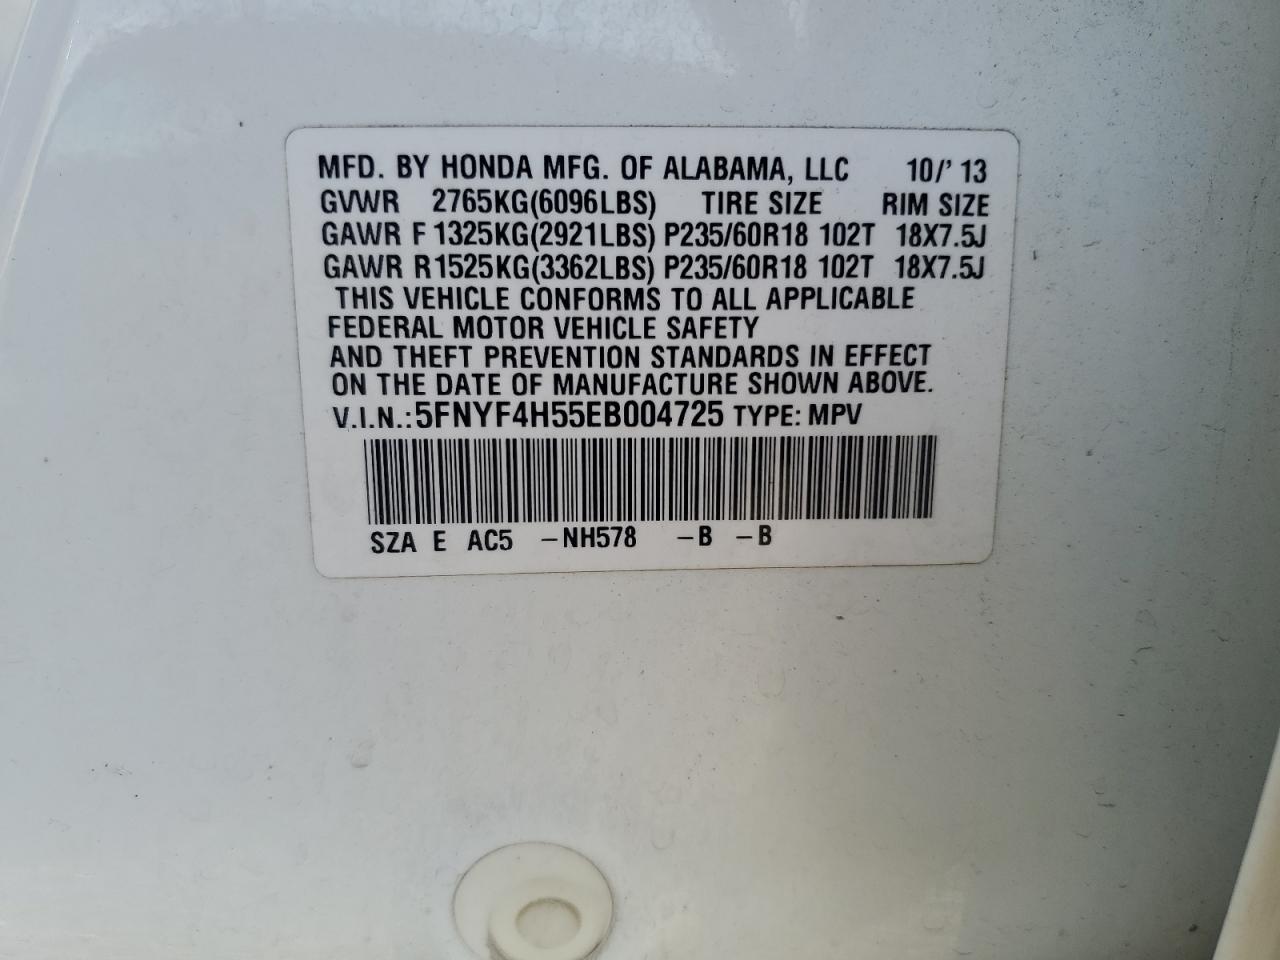 MFD. BY HONDA MFG. OF ALABAMA, LLC 10/' 13
GVWR 2765KG(6096LBS) TIRE SIZE RIM SIZE
GAWR F 1325KG(2921LBS) P235/60R18 102T 18X7.5J
GAWR R1525KG(3362LBS) P235/60R18 102T 18X7.5J
THIS VEHICLE CONFORMS TO ALL APPLICABLE
FEDERAL MOTOR VEHICLE SAFETY
AND THEFT PREVENTION STANDARDS IN EFFECT
ON THE DATE OF MANUFACTURE SHOWN ABOVE.
V.I.N.:5FNYF4H55EB004725 TYPE: MPV
SZA E AC5 –NH578 –B –B